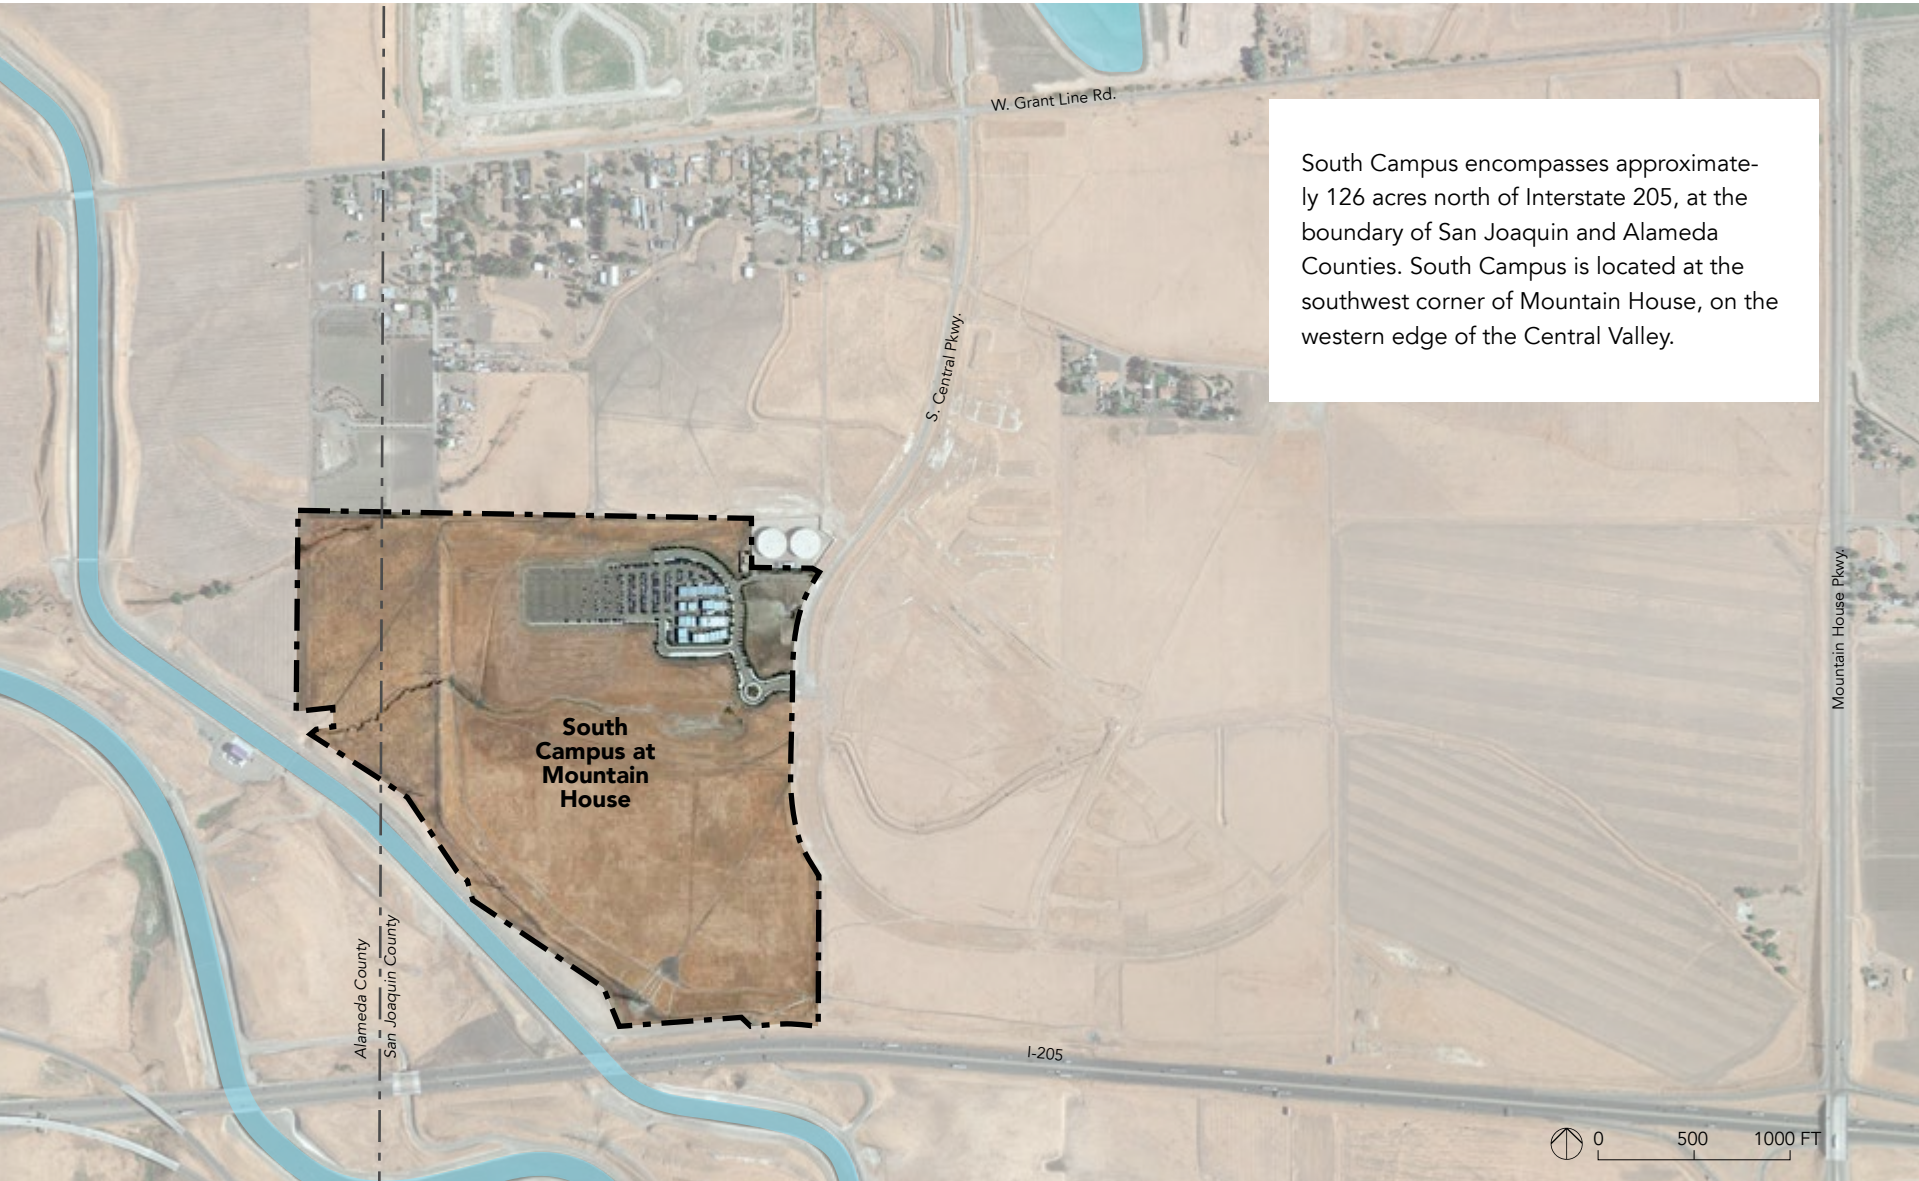 W. Grant Line Rd.
South Campus encompasses approximate-
ly 126 acres north of Interstate 205, at the
boundary of San Joaquin and Alameda
Counties. South Campus is located at the
southwest corner of Mountain House, on the
western edge of the Central Valley.
S. Central Pkwy.
Mountain House Pkwy.
South
Campus at
Mountain
House
Alameda County
San Joaquin County
I-205
0 500 1000 FT